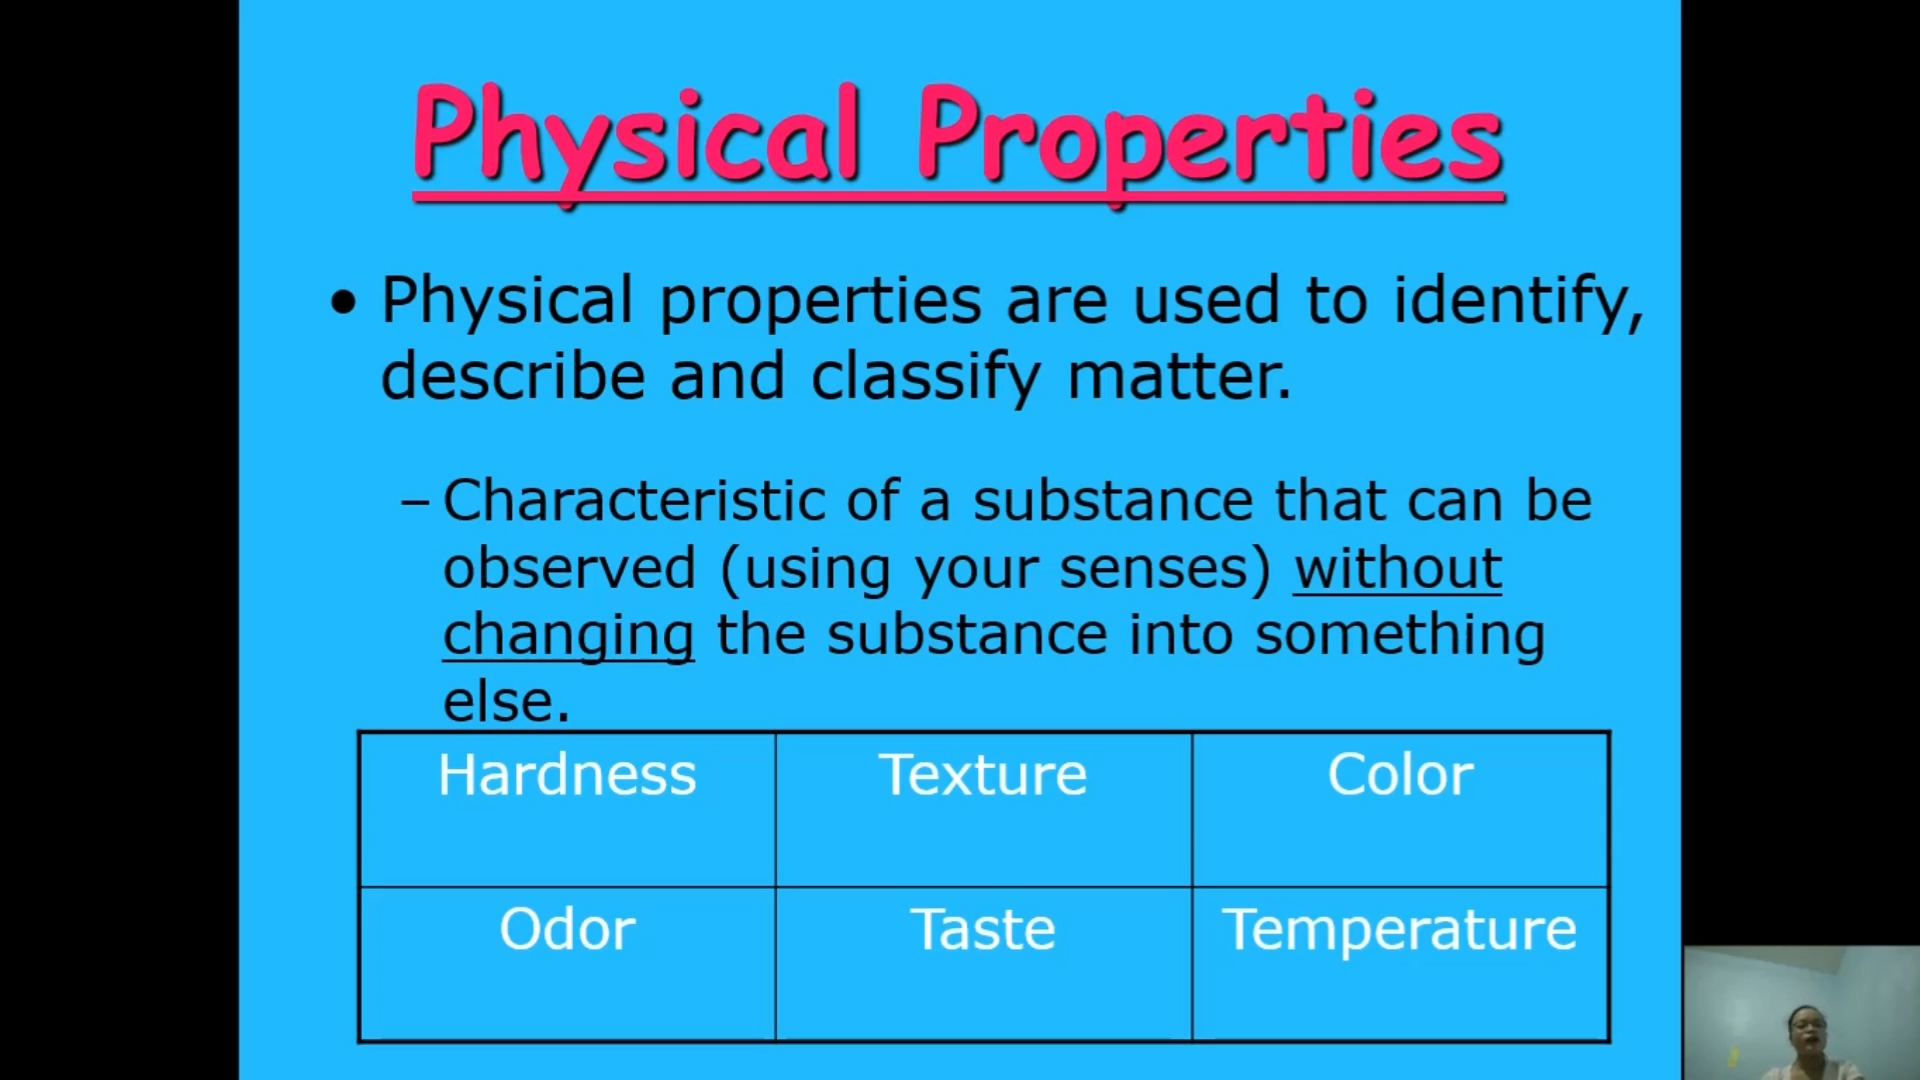 Physical Properties
• Physical properties are used to identify,
describe and classify matter.
– Characteristic of a substance that can be
observed (using your senses) without
changing the substance into something
else.
Hardness Texture Color
Odor Taste Temperature